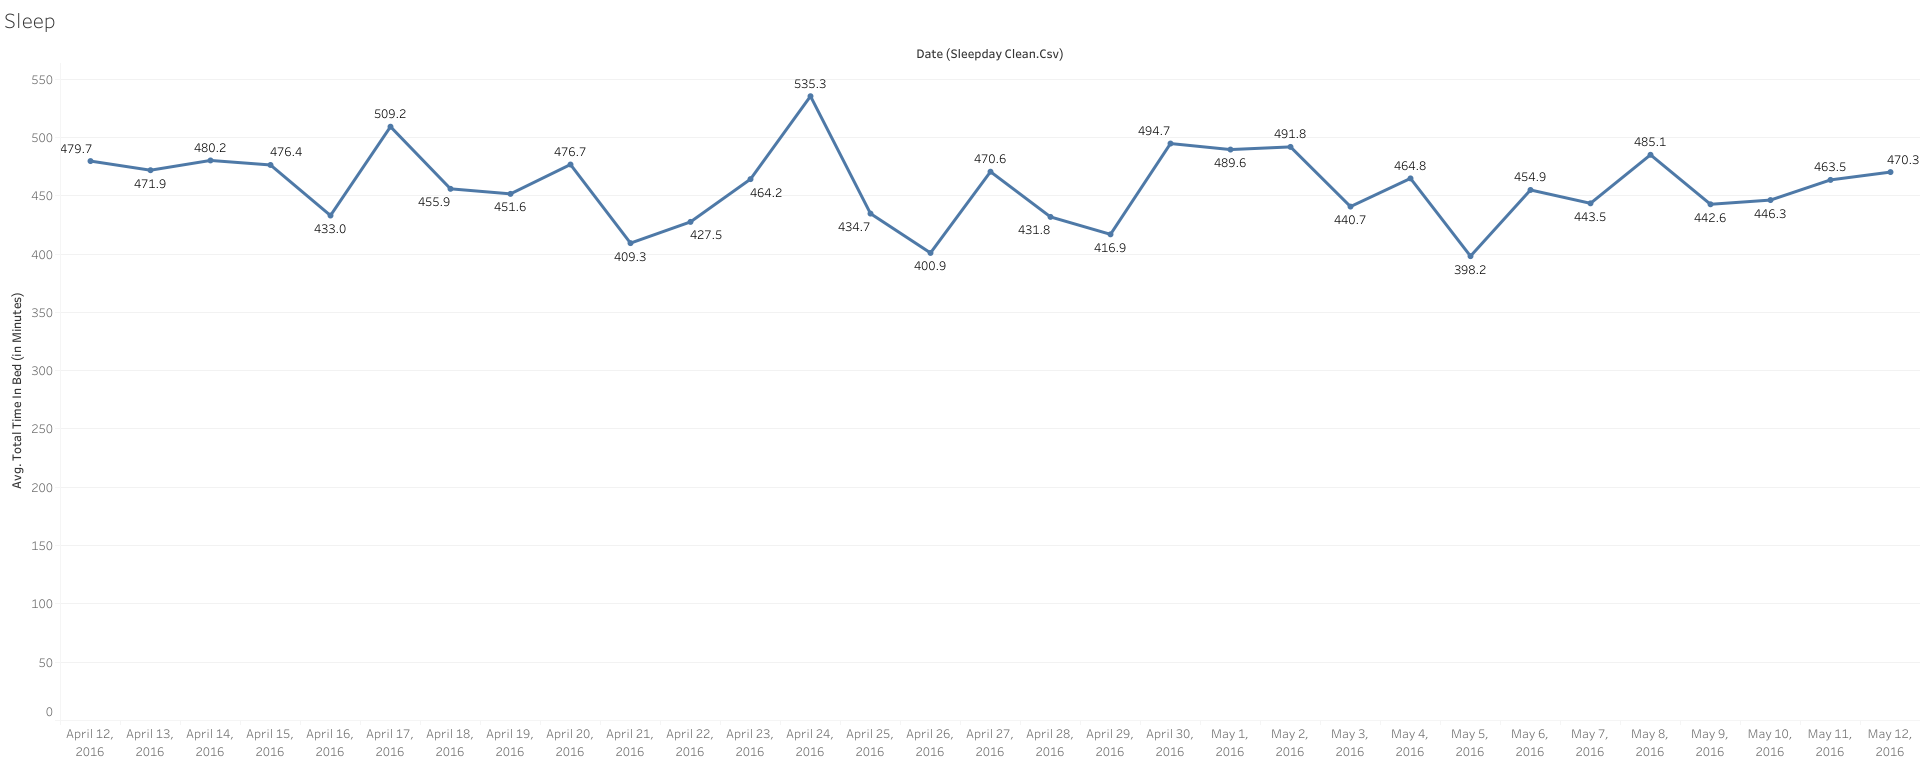 Sleep
Date (Sleepday Clean.Csv)
Avg. Total Time In Bed (in Minutes)
550
500
450
400
350
300
250
200
150
100
50
0
479.7
471.9
480.2
476.4
433.0
509.2
455.9
451.6
476.7
409.3
427.5
464.2
535.3
434.7
400.9
470.6
431.8
416.9
494.7
489.6
491.8
440.7
464.8
398.2
454.9
443.5
485.1
442.6
446.3
463.5
470.3
April 12,
2016
April 13,
2016
April 14,
2016
April 15,
2016
April 16,
2016
April 17,
2016
April 18,
2016
April 19,
2016
April 20,
2016
April 21,
2016
April 22,
2016
April 23,
2016
April 24,
2016
April 25,
2016
April 26,
2016
April 27,
2016
April 28,
2016
April 29,
2016
April 30,
2016
May 1,
2016
May 2,
2016
May 3,
2016
May 4,
2016
May 5,
2016
May 6,
2016
May 7,
2016
May 8,
2016
May 9,
2016
May 10,
2016
May 11,
2016
May 12,
2016